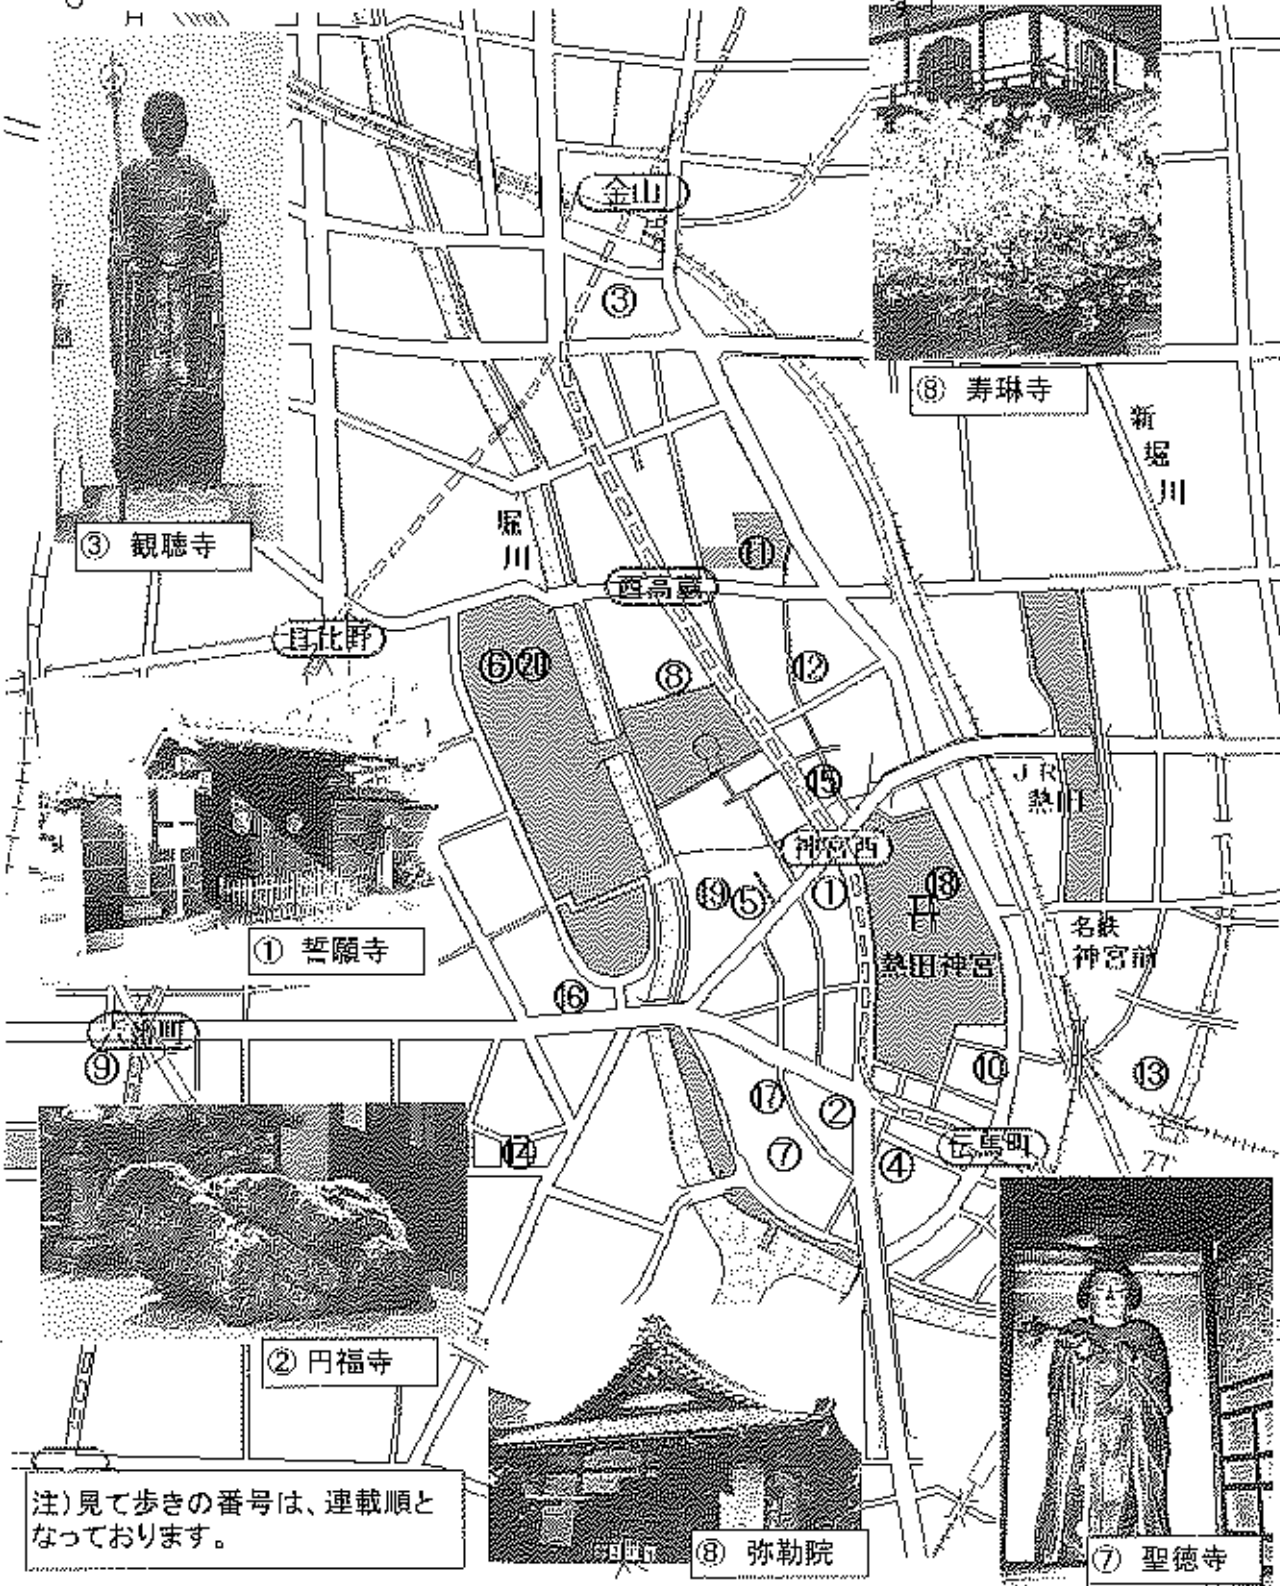 金山
③
⑧ 寿琳寺
新
堀
川
③ 観聴寺
堀
川
⑪
西高蔵
日比野
⑥⑳
⑧
⑫
⑮
JR
熱田
神宮西
⑲⑤
①
⑱
熱田神宮
名鉄
神宮前
① 誓願寺
⑯
⑨
⑩
⑬
⑰
②
⑭
⑦
④
伝馬町
② 円福寺
注)見て歩きの番号は、連載順と
なっております。
⑧ 弥勒院
⑦ 聖徳寺